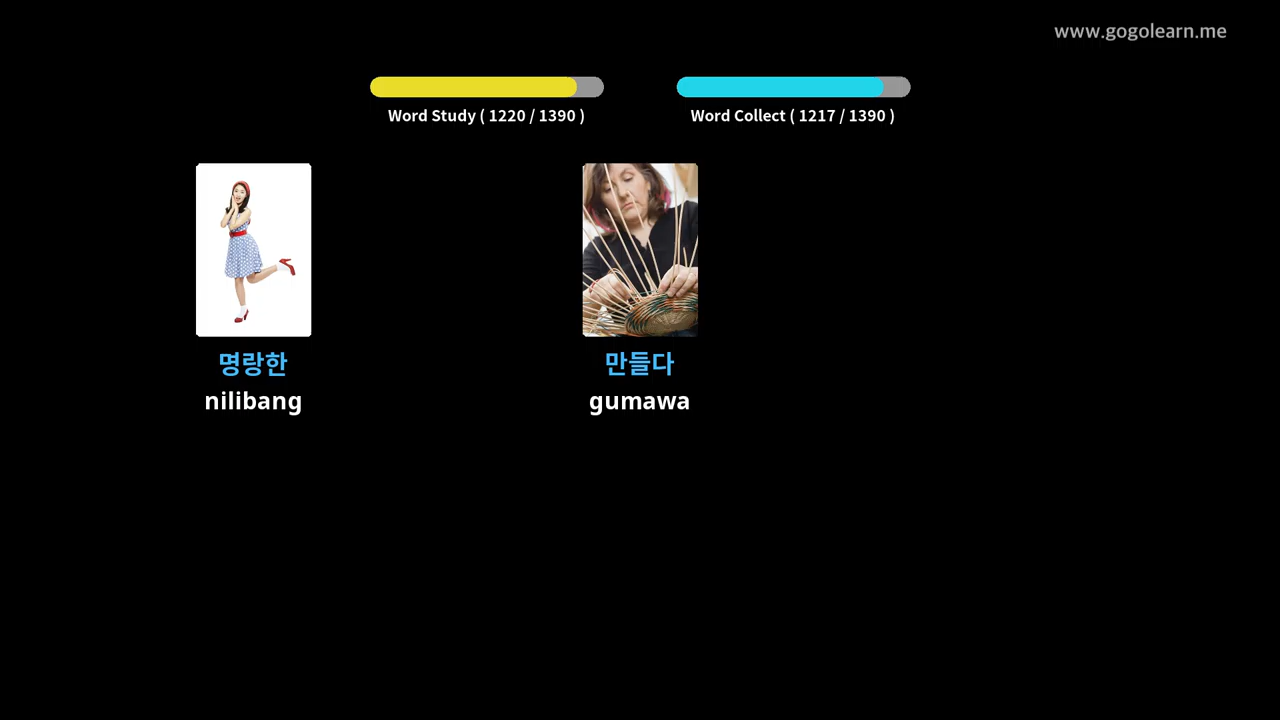 www.gogolearn.me
Word Study ( 1220 / 1390 )
Word Collect ( 1217 / 1390 )
명랑한
nilibang
만들다
gumawa